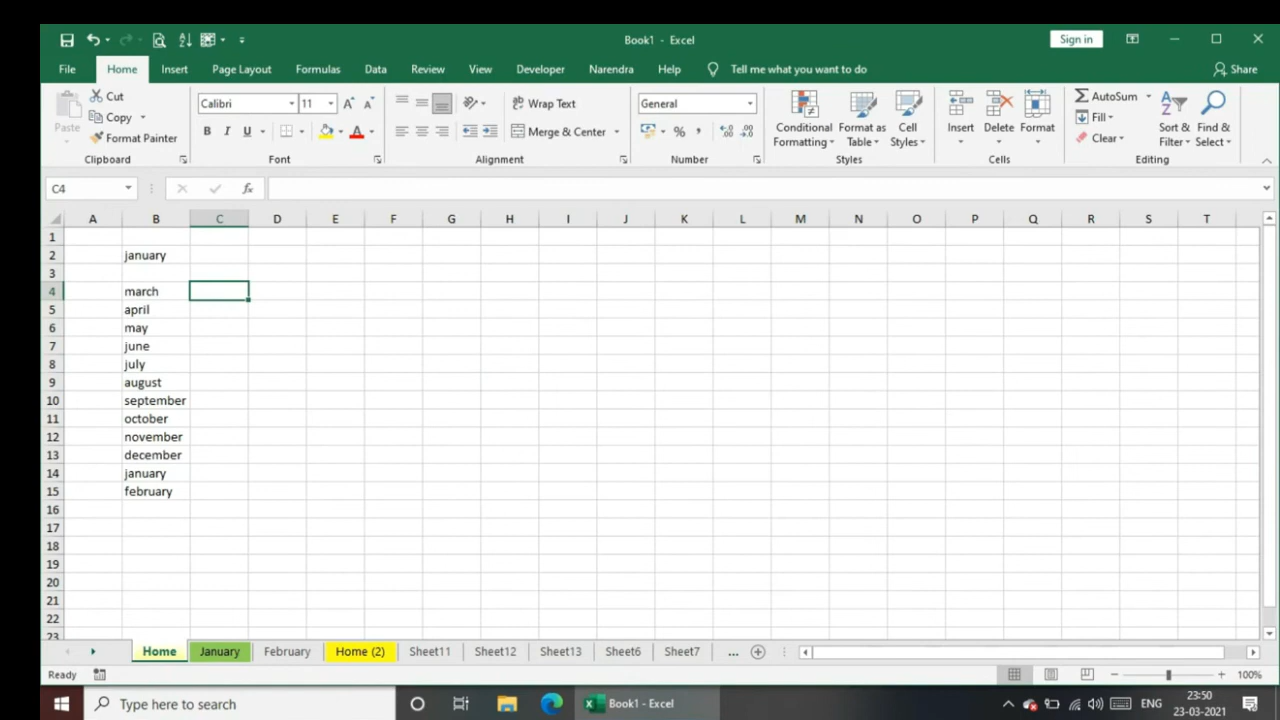 Book1 - Excel
Sign in
File Home Insert Page Layout Formulas Data Review View Developer Narendra Help Tell me what you want to do Share
Paste
Cut
Copy
Format Painter
Clipboard
Calibri 11
B I U
Font
Wrap Text
Merge & Center
Alignment
General
Number
Conditional Formatting
Format as Table
Cell Styles
Styles
Insert Delete Format
Cells
AutoSum
Fill
Clear
Sort & Filter
Find & Select
Editing
C4 fx
A B C D E F G H I J K L M N O P Q R S T
1
2 january
3
4 march
5 april
6 may
7 june
8 july
9 august
10 september
11 october
12 november
13 december
14 january
15 february
16
17
18
19
20
21
22
23
Home January February Home (2) Sheet11 Sheet12 Sheet13 Sheet6 Sheet7 ...
Ready 100%
Type here to search
Book1 - Excel
ENG
23:50
23-03-2021